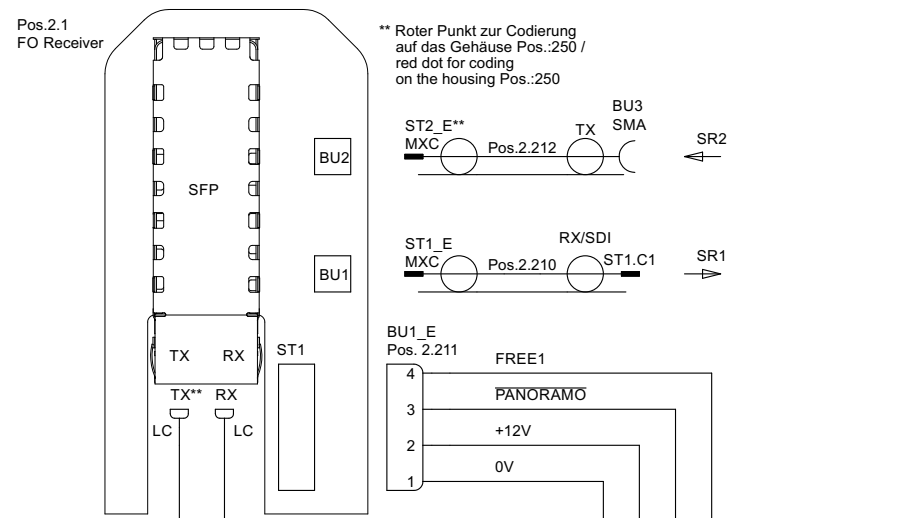 Pos.2.1
FO Receiver
** Roter Punkt zur Codierung
auf das Gehäuse Pos.:250 /
red dot for coding
on the housing Pos.:250
BU3
SMA
ST2_E**
MXC
Pos.2.212
TX
SR2
BU2
SFP
ST1_E
MXC
Pos.2.210
RX/SDI
ST1.C1
SR1
BU1
BU1_E
Pos. 2.211
TX RX
ST1
4 FREE1
TX** RX
3 PANORAMO
LC LC
2 +12V
1 0V